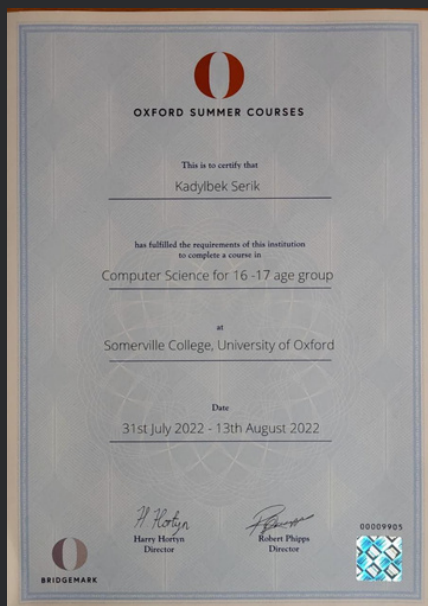 OXFORD SUMMER COURSES
This is to certify that
Kadylbek Serik
has fulfilled the requirements of this institution
to complete a course in
Computer Science for 16 -17 age group
at
Somerville College, University of Oxford
Date
31st July 2022 - 13th August 2022
H Hortyn
Harry Hortyn
Director
Robert Phipps
Director
00009905
BRIDGEMARK